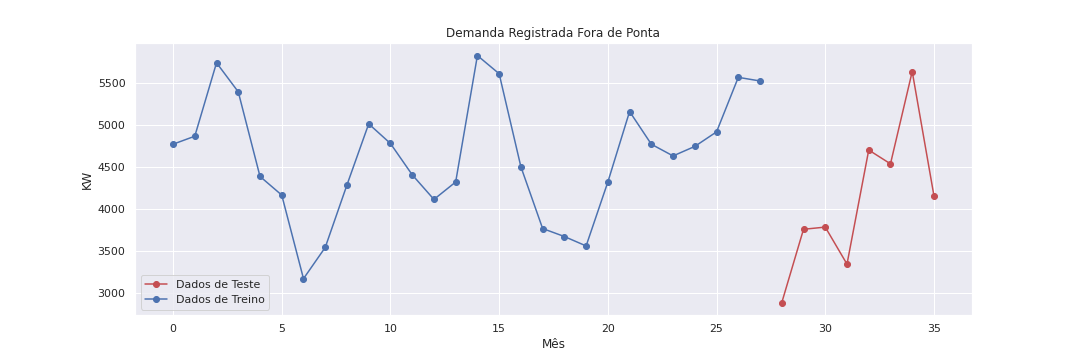 Demanda Registrada Fora de Ponta
KW
5500
5000
4500
4000
3500
3000
Dados de Teste
Dados de Treino
0 5 10 15 20 25 30 35
Mês